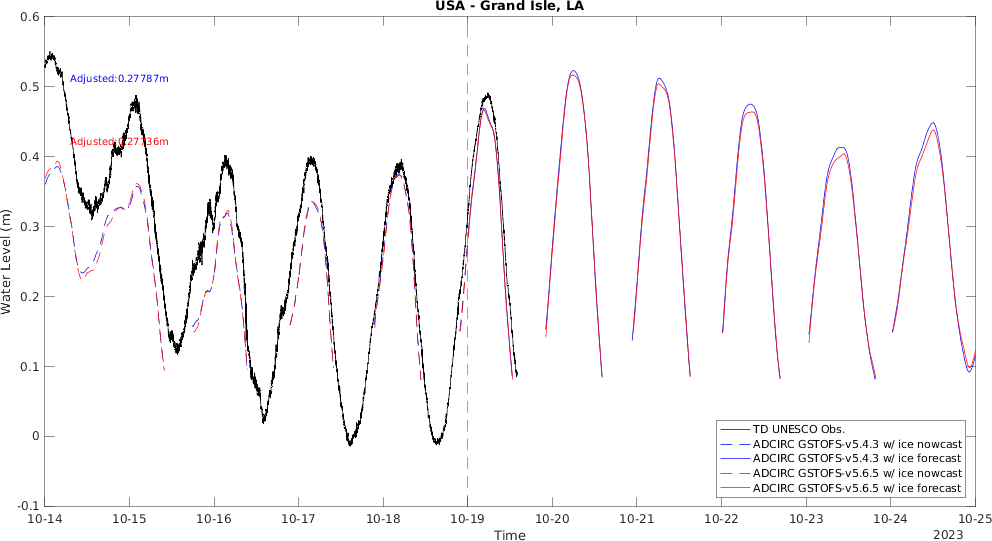 USA - Grand Isle, LA
0.6
0.5
0.4
0.3
0.2
0.1
0
-0.1
Water Level (m)
Adjusted:0.27787m
Adjusted:0.27736m
TD UNESCO Obs.
ADCIRC GSTOFS-v5.4.3 w/ ice nowcast
ADCIRC GSTOFS-v5.4.3 w/ ice forecast
ADCIRC GSTOFS-v5.6.5 w/ ice nowcast
ADCIRC GSTOFS-v5.6.5 w/ ice forecast
10-14 10-15 10-16 10-17 10-18 10-19 10-20 10-21 10-22 10-23 10-24 10-25
Time
2023